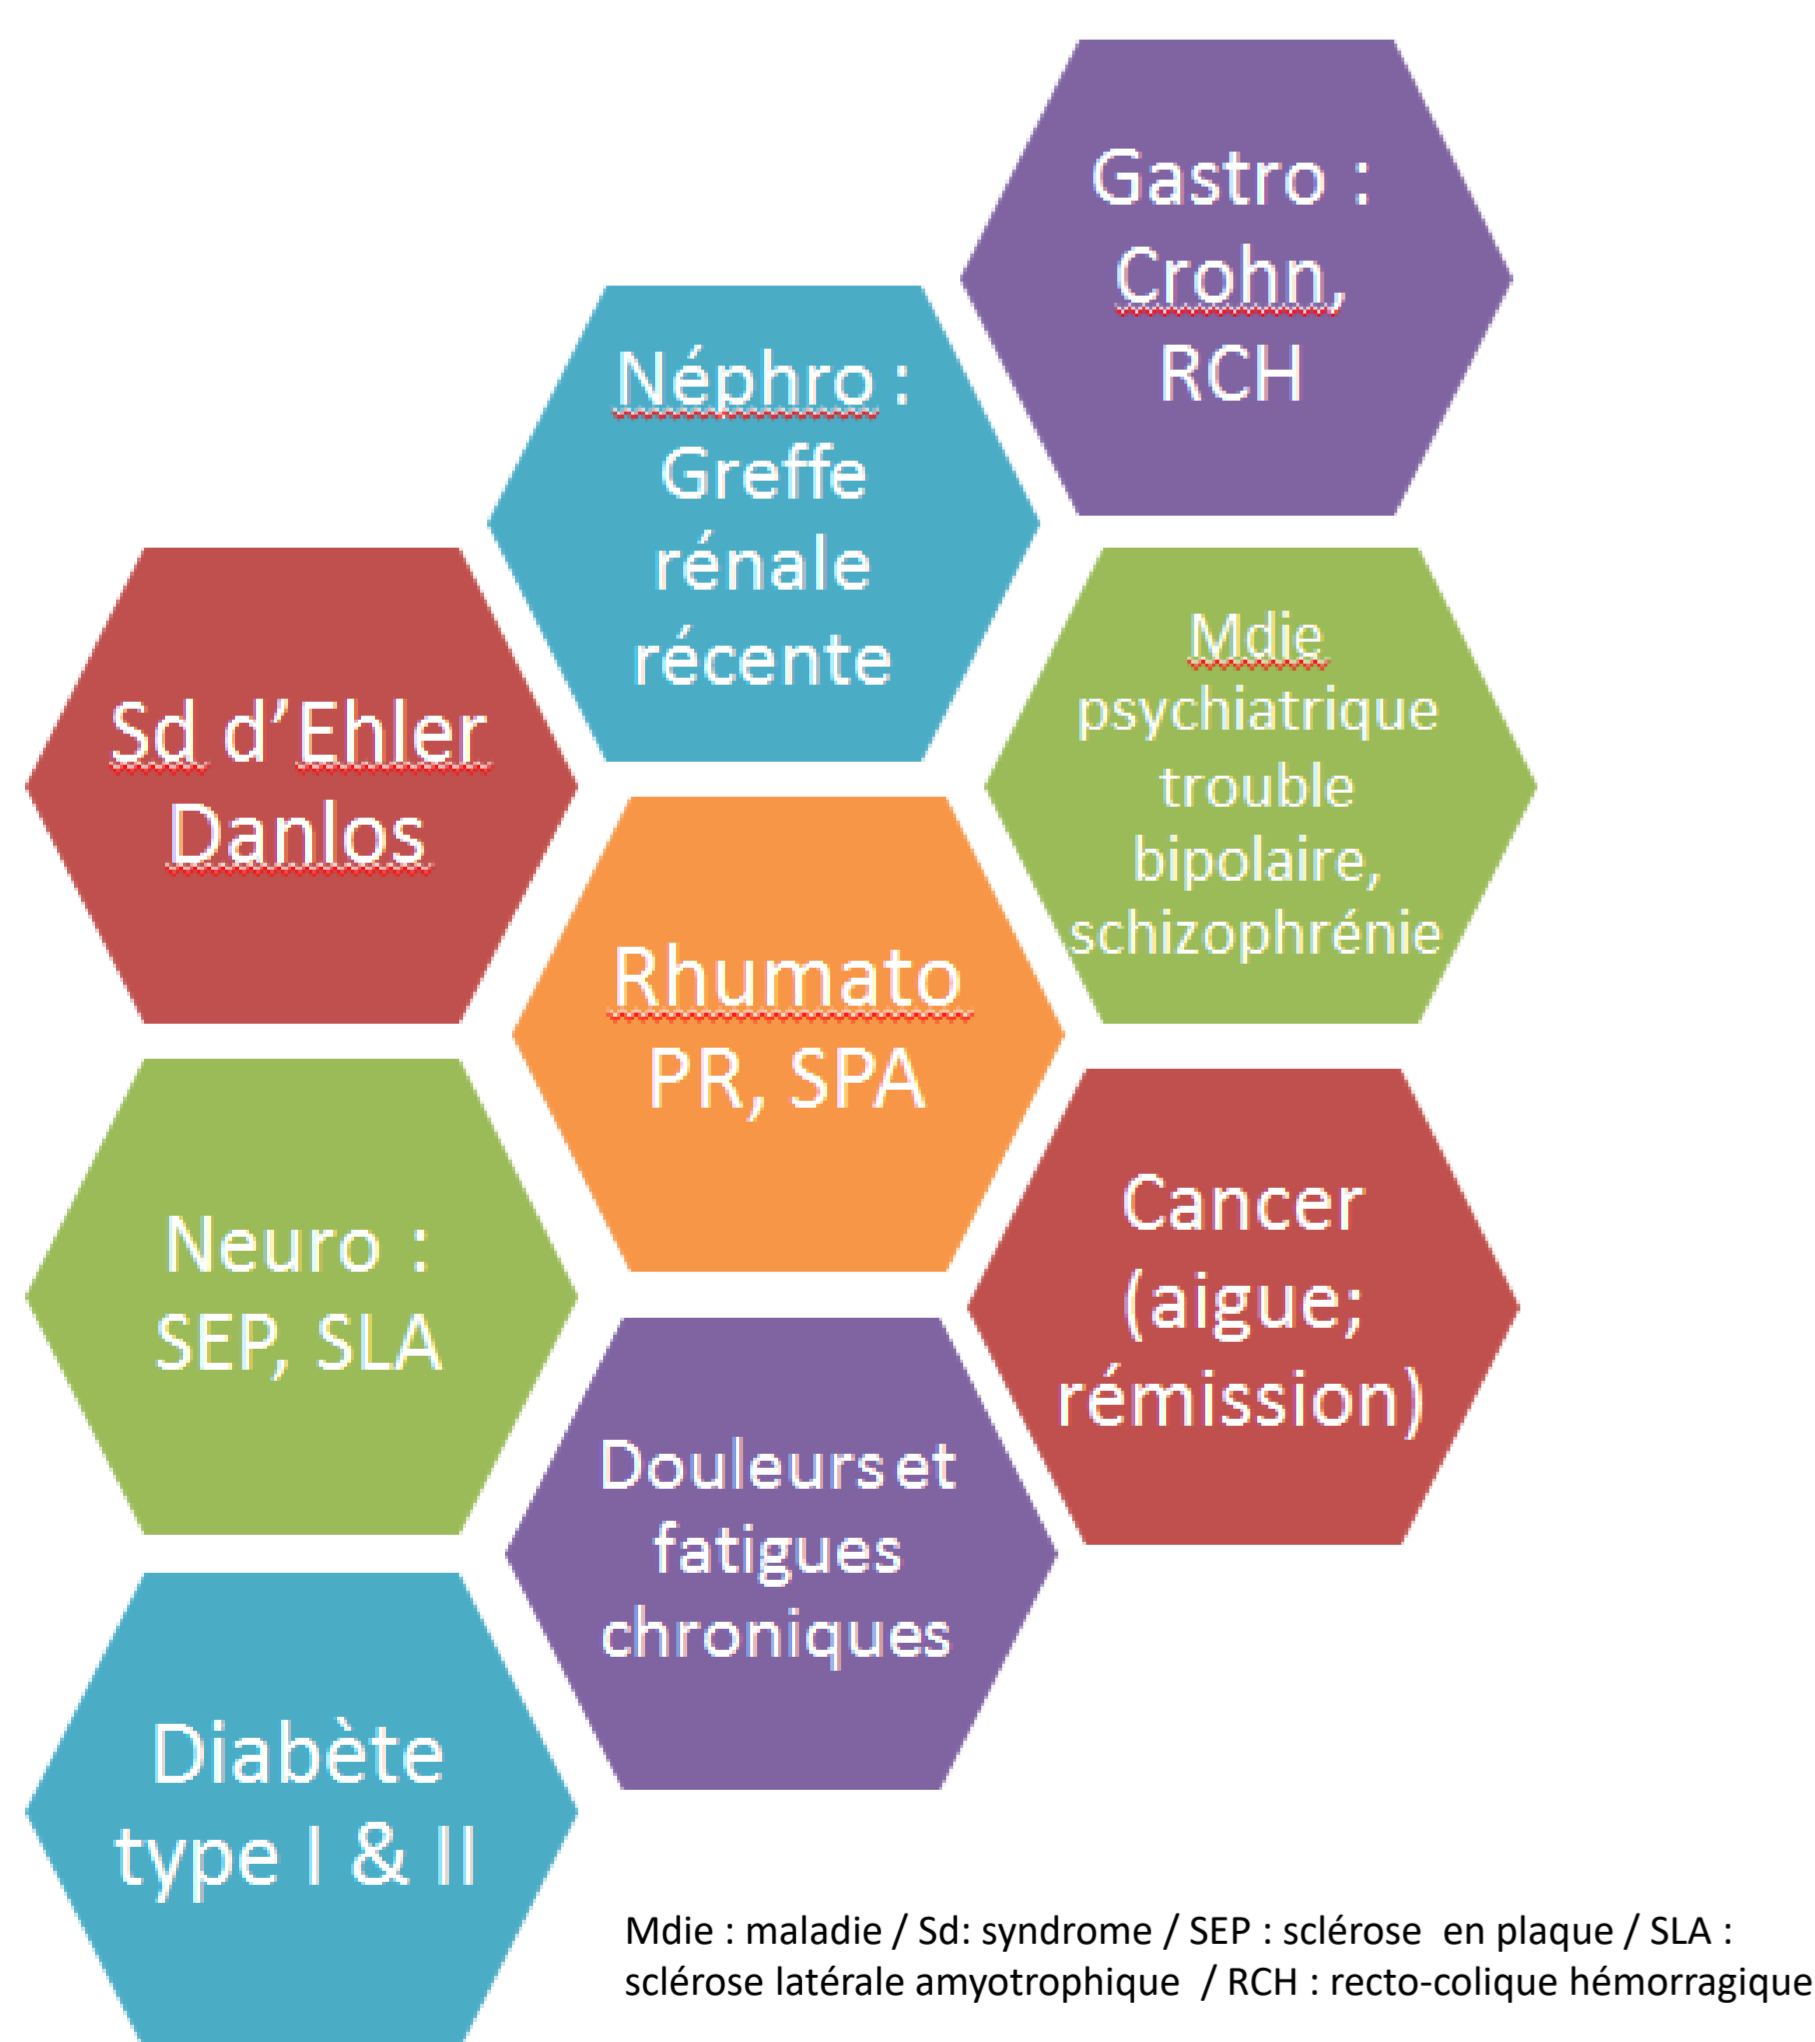 Gastro :
Crohn,
RCH
Néphro :
Greffe
rénale
récente
Mdie
psychiatrique
trouble
bipolaire,
schizophrénie
Sd d’Ehler
Danlos
Rhumato
PR, SPA
Cancer
(aigue;
rémission)
Neuro :
SEP, SLA
Douleurs et
fatigues
chroniques
Diabète
type I & II
Mdie : maladie / Sd: syndrome / SEP : sclérose  en plaque / SLA :
sclérose latérale amyotrophique  / RCH : recto-colique hémorragique